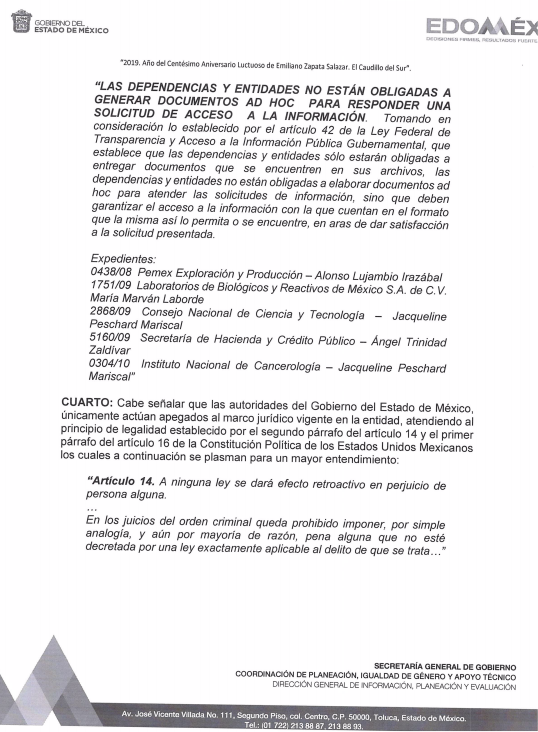 GOBIERNO DEL
ESTADO DE MÉXICO
EDOMÉX
DECISIONES FIRMES, RESULTADOS FUERTES.
"2019. Año del Centésimo Aniversario Luctuoso de Emiliano Zapata Salazar. El Caudillo del Sur".
"LAS DEPENDENCIAS Y ENTIDADES NO ESTÁN OBLIGADAS A
GENERAR DOCUMENTOS AD HOC PARA RESPONDER UNA
SOLICITUD DE ACCESO A LA INFORMACIÓN. Tomando en
consideración lo establecido por el artículo 42 de la Ley Federal de
Transparencia y Acceso a la Información Pública Gubernamental, que
establece que las dependencias y entidades sólo estarán obligadas a
entregar documentos que se encuentren en sus archivos, las
dependencias y entidades no están obligadas a elaborar documentos ad
hoc para atender las solicitudes de información, sino que deben
garantizar el acceso a la información con la que cuentan en el formato
que la misma así lo permita o se encuentre, en aras de dar satisfacción
a la solicitud presentada.
Expedientes:
0438/08 Pemex Exploración y Producción – Alonso Lujambio Irazábal
1751/09 Laboratorios de Biológicos y Reactivos de México S.A. de C.V.
María Marván Laborde
2868/09 Consejo Nacional de Ciencia y Tecnología – Jacqueline
Peschard Mariscal
5160/09 Secretaría de Hacienda y Crédito Público – Ángel Trinidad
Zaldívar
0304/10 Instituto Nacional de Cancerología – Jacqueline Peschard
Mariscal"
CUARTO: Cabe señalar que las autoridades del Gobierno del Estado de México,
únicamente actúan apegados al marco jurídico vigente en la entidad, atendiendo al
principio de legalidad establecido por el segundo párrafo del artículo 14 y el primer
párrafo del artículo 16 de la Constitución Política de los Estados Unidos Mexicanos
los cuales a continuación se plasman para un mayor entendimiento:
"Artículo 14. A ninguna ley se dará efecto retroactivo en perjuicio de
persona alguna.
...
En los juicios del orden criminal queda prohibido imponer, por simple
analogía, y aún por mayoría de razón, pena alguna que no esté
decretada por una ley exactamente aplicable al delito de que se trata…"
SECRETARÍA GENERAL DE GOBIERNO
COORDINACIÓN DE PLANEACIÓN, IGUALDAD DE GÉNERO Y APOYO TÉCNICO
DIRECCIÓN GENERAL DE INFORMACIÓN, PLANEACIÓN Y EVALUACIÓN
Av. José Vicente Villada No. 111, Segundo Piso, col. Centro, C.P. 50000, Toluca, Estado de México.
Tel.: (01 722) 213 88 87, 213 88 93.